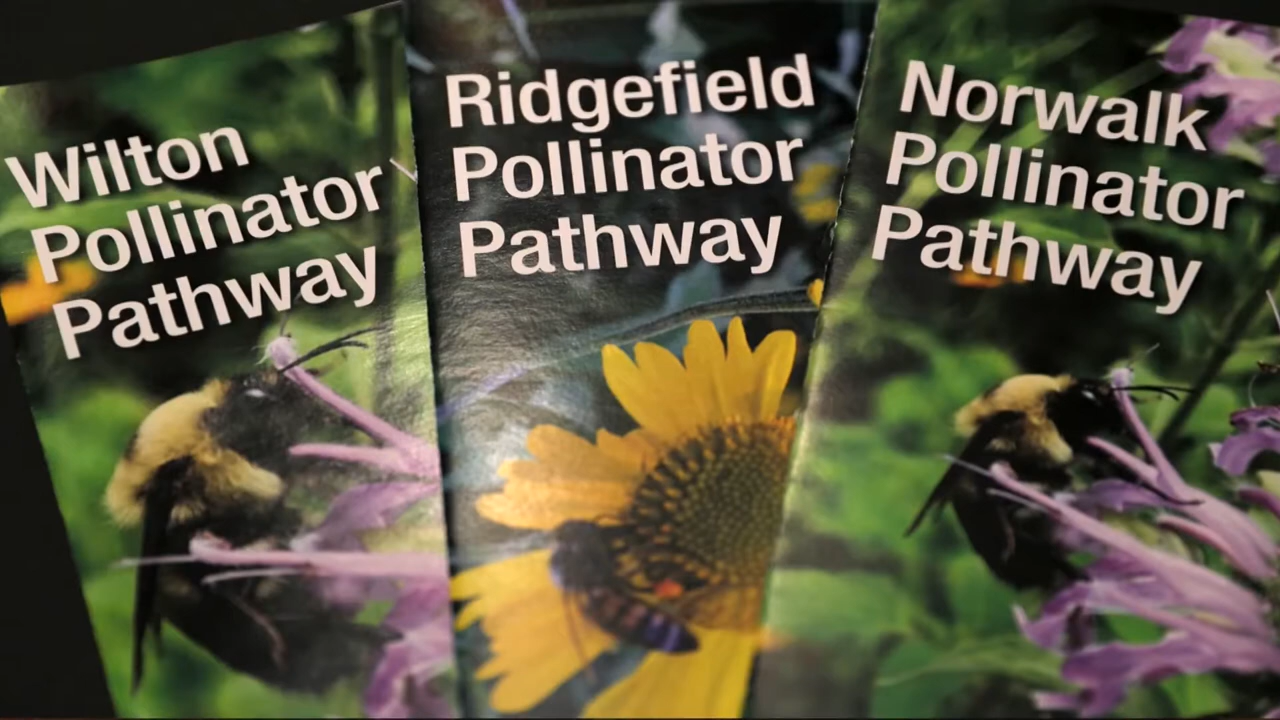 Wilton
Pollinator
Pathway
Ridgefield
Pollinator
Pathway
Norwalk
Pollinator
Pathway